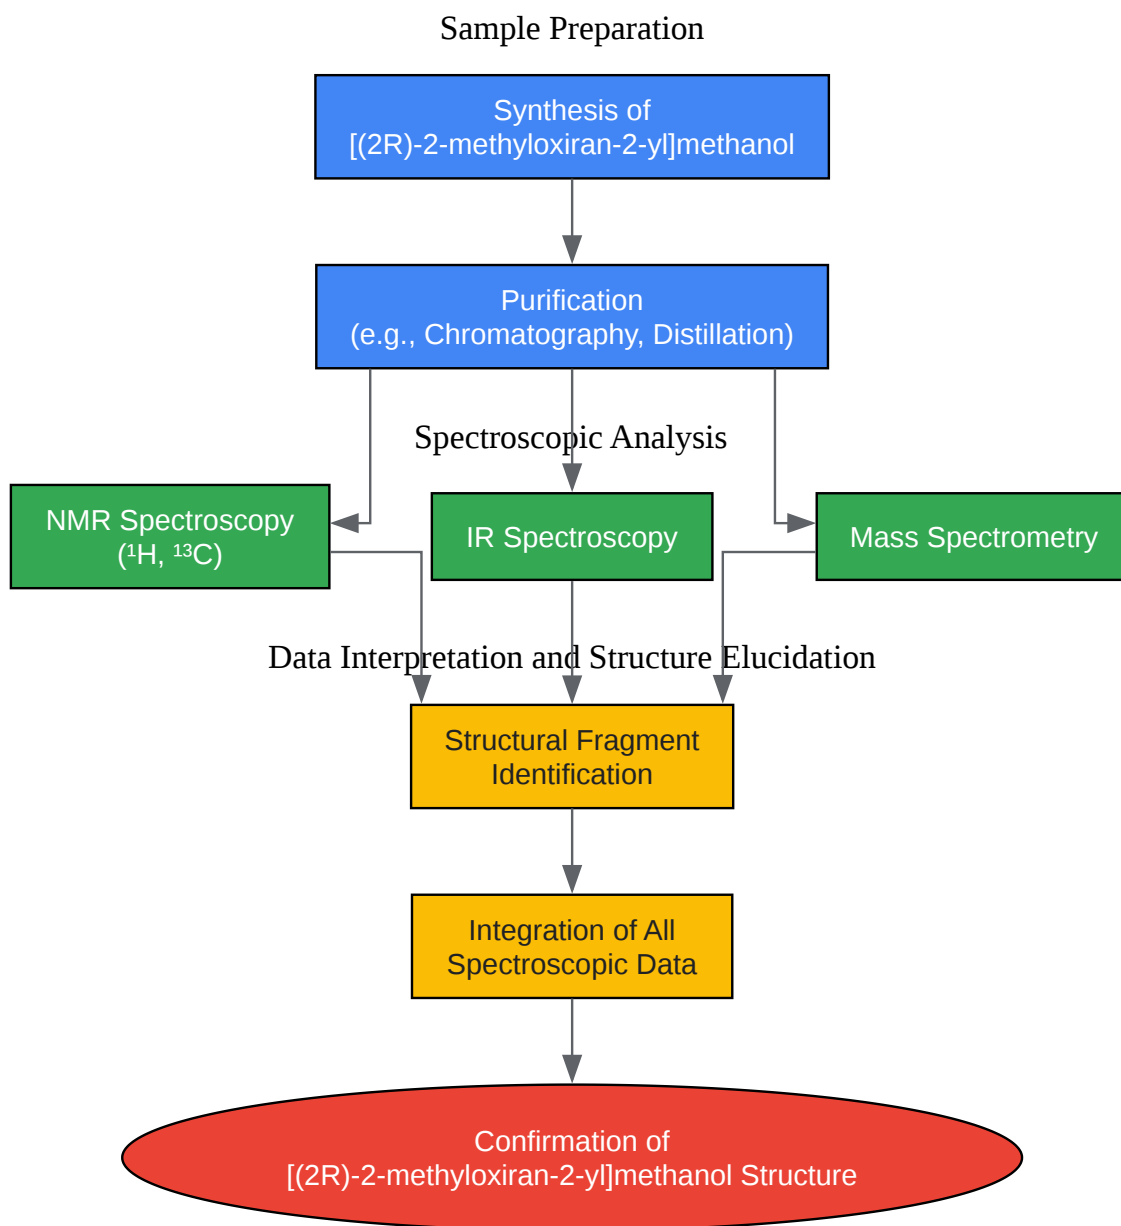 Sample Preparation
Synthesis of
[(2R)-2-methyloxiran-2-yl]methanol
Purification
(e.g., Chromatography, Distillation)
Spectroscopic Analysis
NMR Spectroscopy
(¹H, ¹³C)
IR Spectroscopy
Mass Spectrometry
Data Interpretation and Structure Elucidation
Structural Fragment
Identification
Integration of All
Spectroscopic Data
Confirmation of
[(2R)-2-methyloxiran-2-yl]methanol Structure